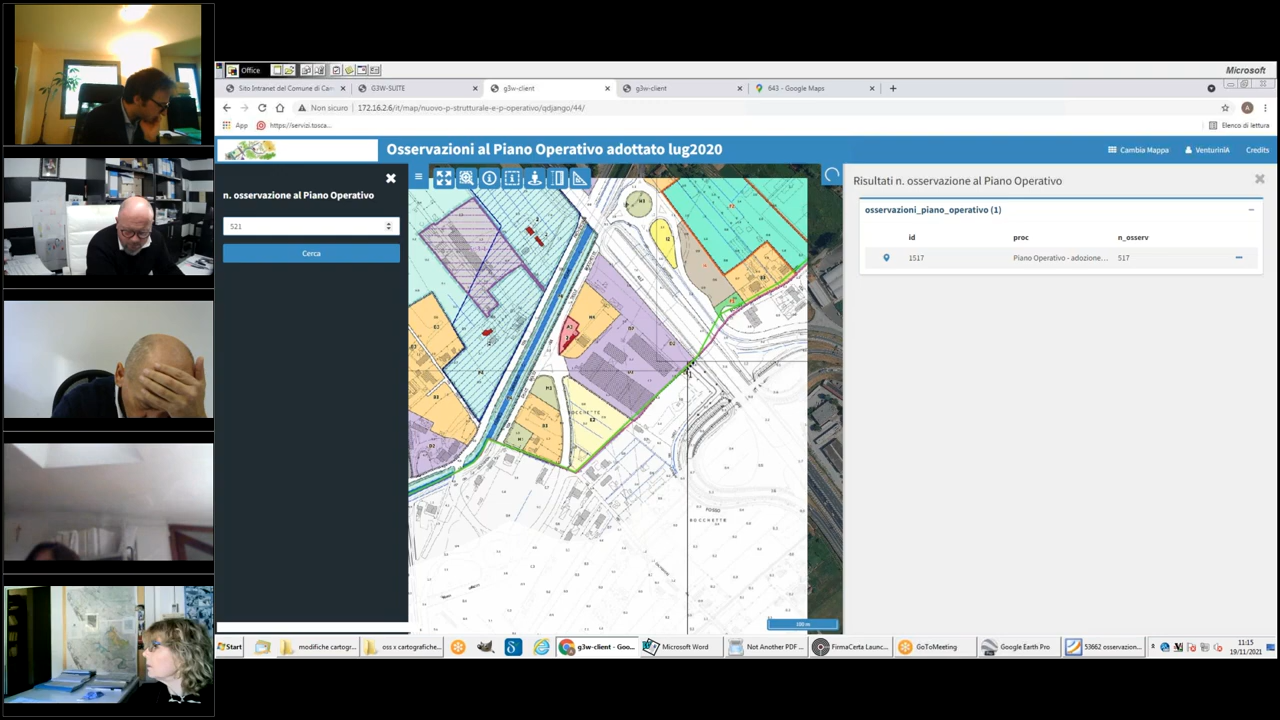 Office
Microsoft
Sito Intranet del Comune di Car
G3W-SUITE
g3w-client
g3w-client
643 - Google Maps
Non sicuro
172.16.2.6/it/map/nuovo-p-strutturale-e-p-operativo/qdjango/44/
App
https://servizi.tosca...
Elenco di lettura
Osservazioni al Piano Operativo adottato lug2020
Cambia Mappa
VenturiniA
Credits
n. osservazione al Piano Operativo
521
Cerca
Risultati n. osservazione al Piano Operativo
osservazioni_piano_operativo (1)
id proc n_osserv
1517 Piano Operativo - adozione... 517
BOCCHETTE
BOCCHETTE
100 m
Start
modifiche cartogr...
oss x cartografiche...
g3w-client - Goo...
Microsoft Word
Not Another PDF ...
FirmaCerta Launc...
GoToMeeting
Google Earth Pro
53662 osservazion...
11:15
19/11/2021